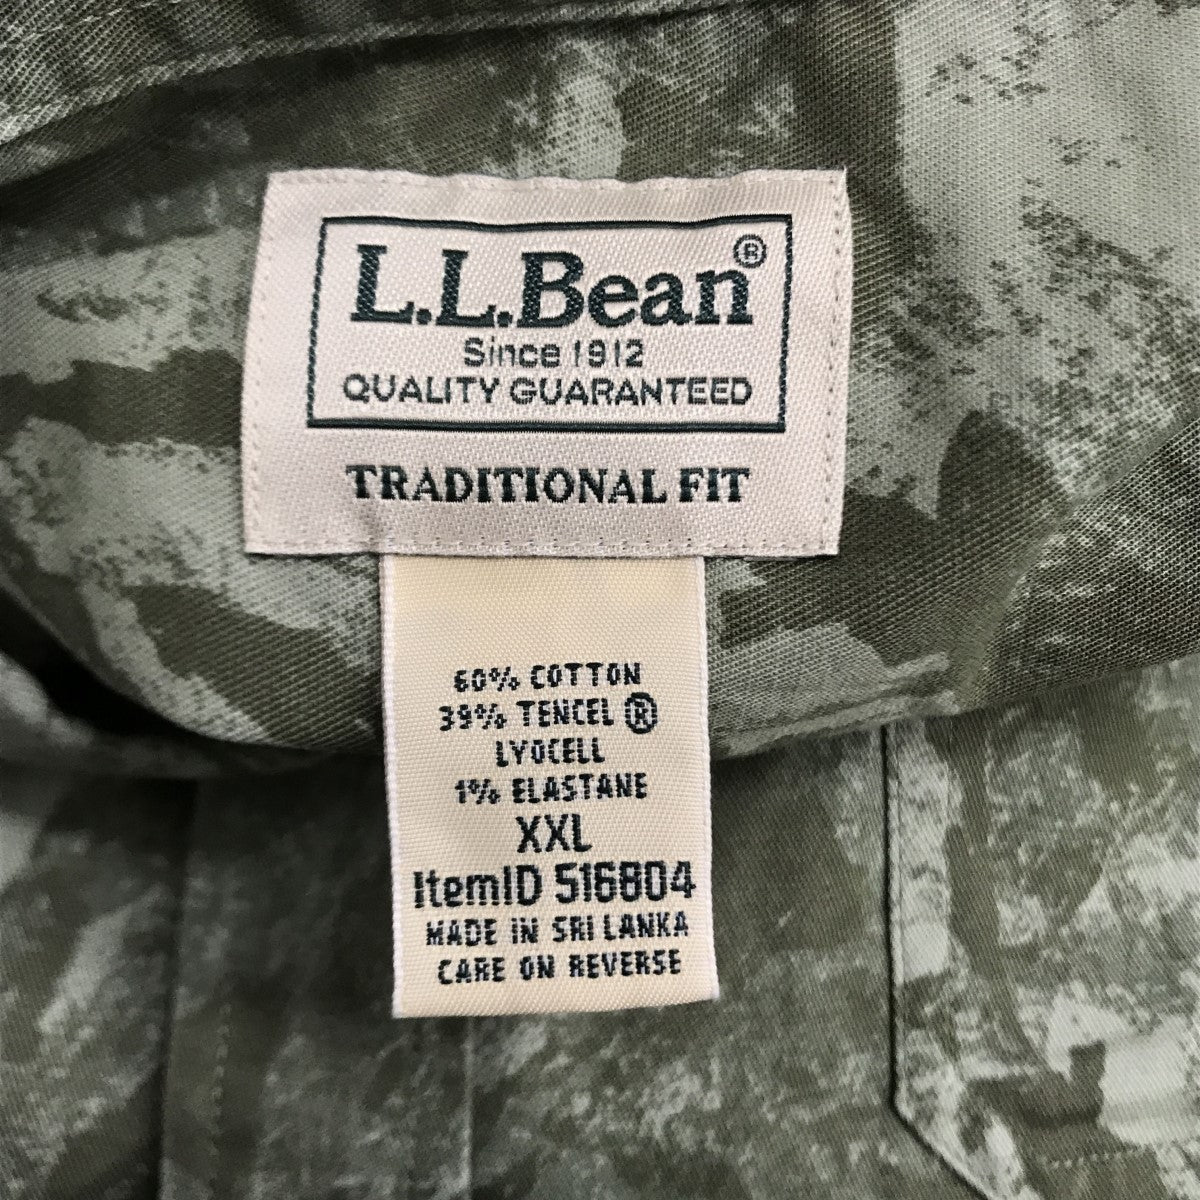 L.L.Bean®
Since 1912
QUALITY GUARANTEED
TRADITIONAL FIT
60% COTTON
39% TENCEL ®
LYOCELL
1% ELASTANE
XXL
ItemID 516804
MADE IN SRI LANKA
CARE ON REVERSE